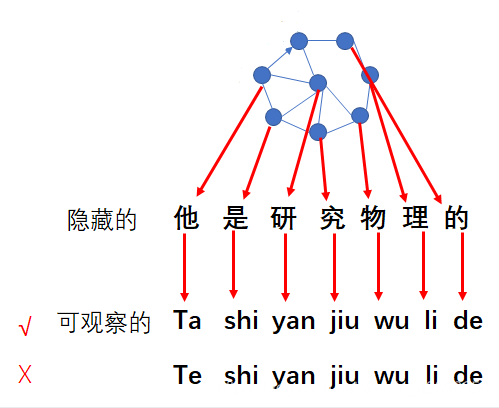 隐藏的 他 是 研 究 物 理 的
√ 可观察的 Ta shi yan jiu wu li de
X Te shi yan jiu wu li de